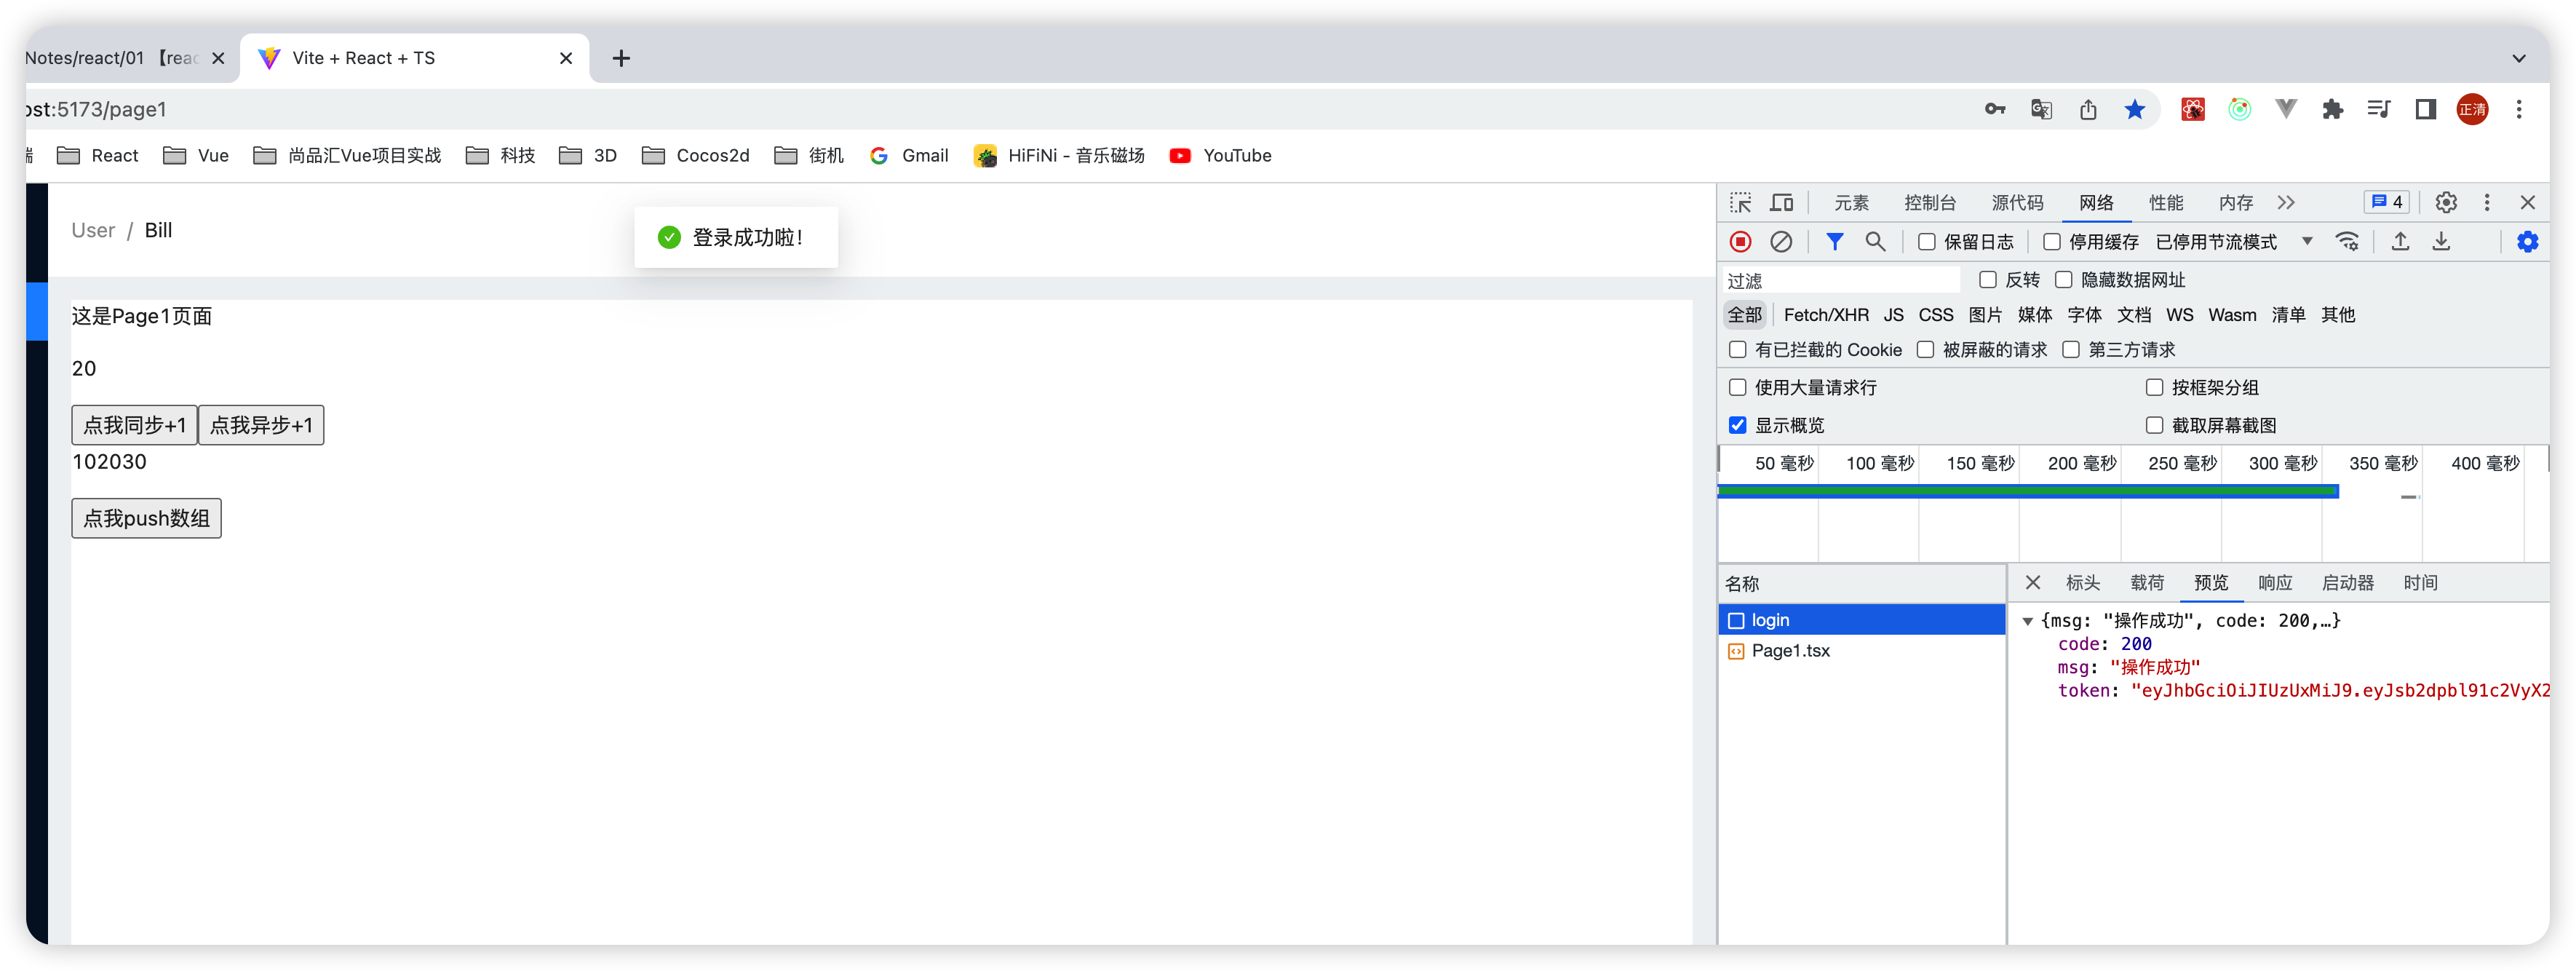 Notes/react/01 【reac
Vite + React + TS
ost:5173/page1
正清
React
Vue
尚品汇Vue项目实战
科技
3D
Cocos2d
街机
Gmail
HiFiNi - 音乐磁场
YouTube
User / Bill
登录成功啦！
这是Page1页面
20
点我同步+1 点我异步+1
102030
点我push数组
元素 控制台 源代码 网络 性能 内存 4
保留日志 停用缓存 已停用节流模式
过滤 反转 隐藏数据网址
全部 Fetch/XHR JS CSS 图片 媒体 字体 文档 WS Wasm 清单 其他
有已拦截的 Cookie 被屏蔽的请求 第三方请求
使用大量请求行 按框架分组
显示概览 截取屏幕截图
50 毫秒 100 毫秒 150 毫秒 200 毫秒 250 毫秒 300 毫秒 350 毫秒 400 毫秒
名称
login
Page1.tsx
标头 载荷 预览 响应 启动器 时间
{msg: "操作成功", code: 200,…}
code: 200
msg: "操作成功"
token: "eyJhbGciOiJIUzUxMiJ9.eyJsb2dpbl91c2VyX2